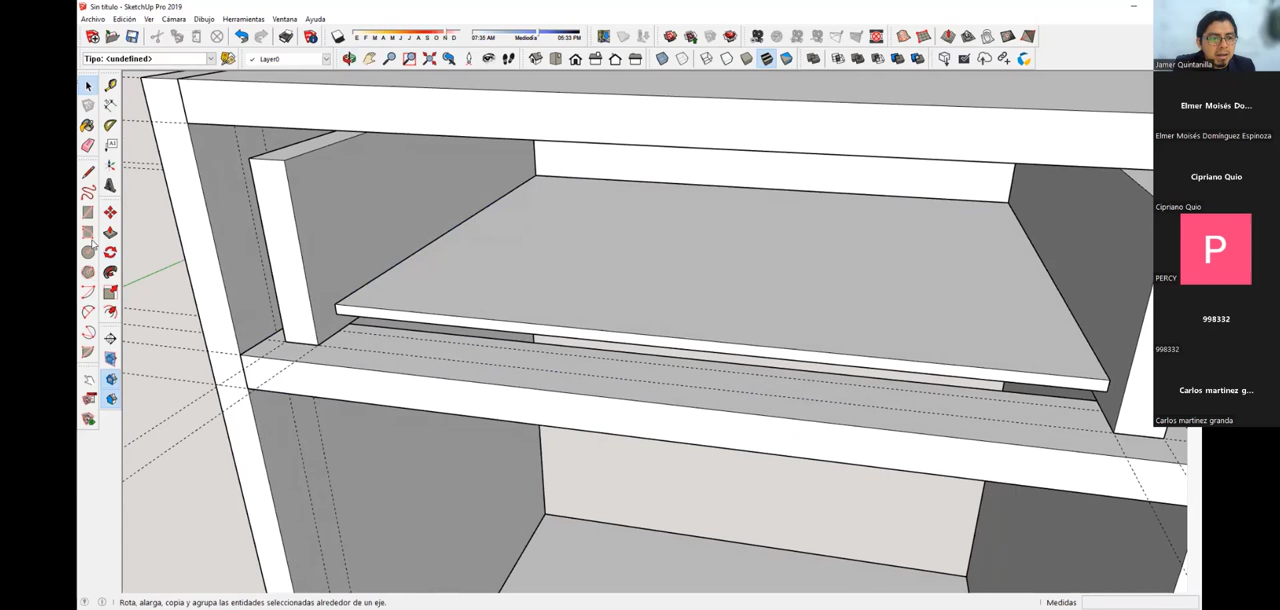 Sin título - SketchUp Pro 2019
Archivo Edición Ver Cámara Dibujo Herramientas Ventana Ayuda
E F M A M J J A S O N D
07:35 AM Mediodía 05:33 PM
Tipo: <undefined>
Layer0
A1
Jamer Quintanilla
Elmer Moisés Do...
Elmer Moisés Domínguez Espinoza
Cipriano Quio
Cipriano Quio
P
PERCY
998332
998332
Carlos martinez g...
Carlos martinez granda
Rota, alarga, copia y agrupa las entidades seleccionadas alrededor de un eje.
Medidas